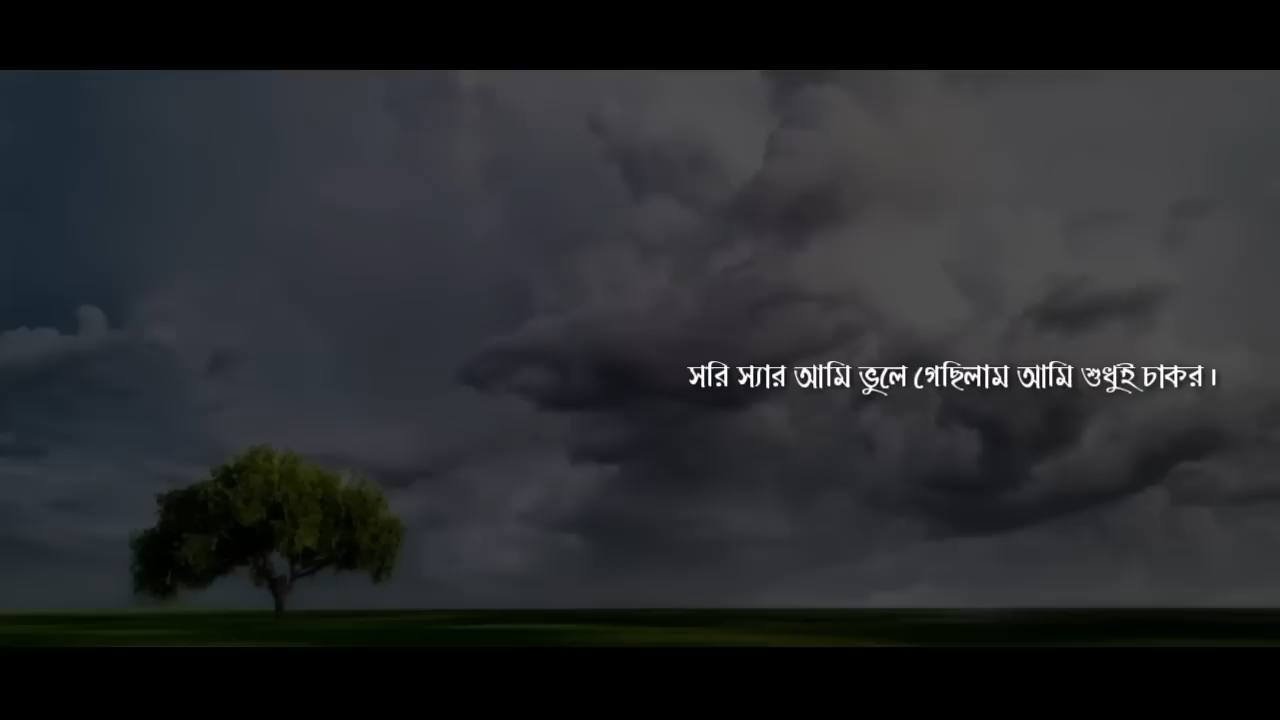 সরি স্যার আমি ভুলে গেছিলাম আমি শুধুই চাকর।